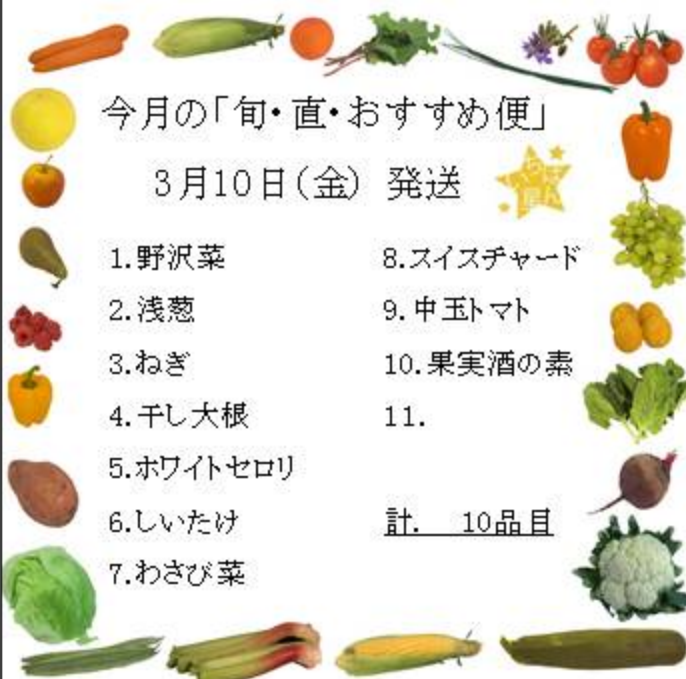 今月の「旬・直・おすすめ便」
3月10日(金) 発送
1.野沢菜
2.浅葱
3.ねぎ
4.干し大根
5.ホワイトセロリ
6.しいたけ
7.わさび菜
8.スイスチャード
9.中玉トマト
10.果実酒の素
11.
計. 10品目